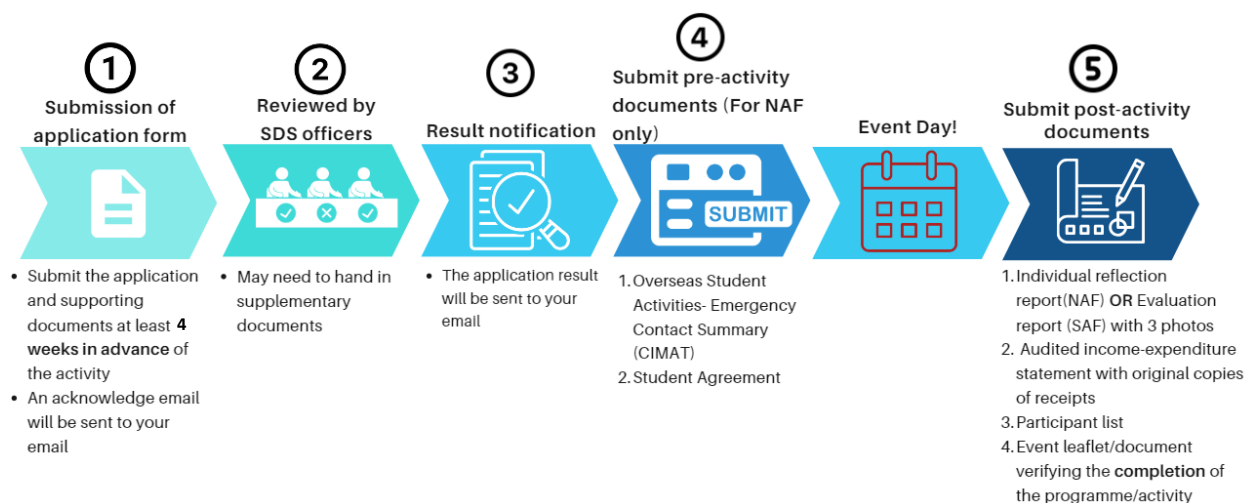 1
Submission of
application form
• Submit the application
and supporting
documents at least 4
weeks in advance of
the activity
• An acknowledge email
will be sent to your
email
2
Reviewed by
SDS officers
• May need to hand in
supplementary
documents
3
Result notification
• The application result
will be sent to your
email
4
Submit pre-activity
documents (For NAF
only)
SUBMIT
1. Overseas Student
Activities- Emergency
Contact Summary
(CIMAT)
2. Student Agreement
Event Day!
5
Submit post-activity
documents
1. Individual reflection
report(NAF) OR Evaluation
report (SAF) with 3 photos
2. Audited income-expenditure
statement with original copies
of receipts
3. Participant list
4. Event leaflet/document
verifying the completion of
the programme/activity